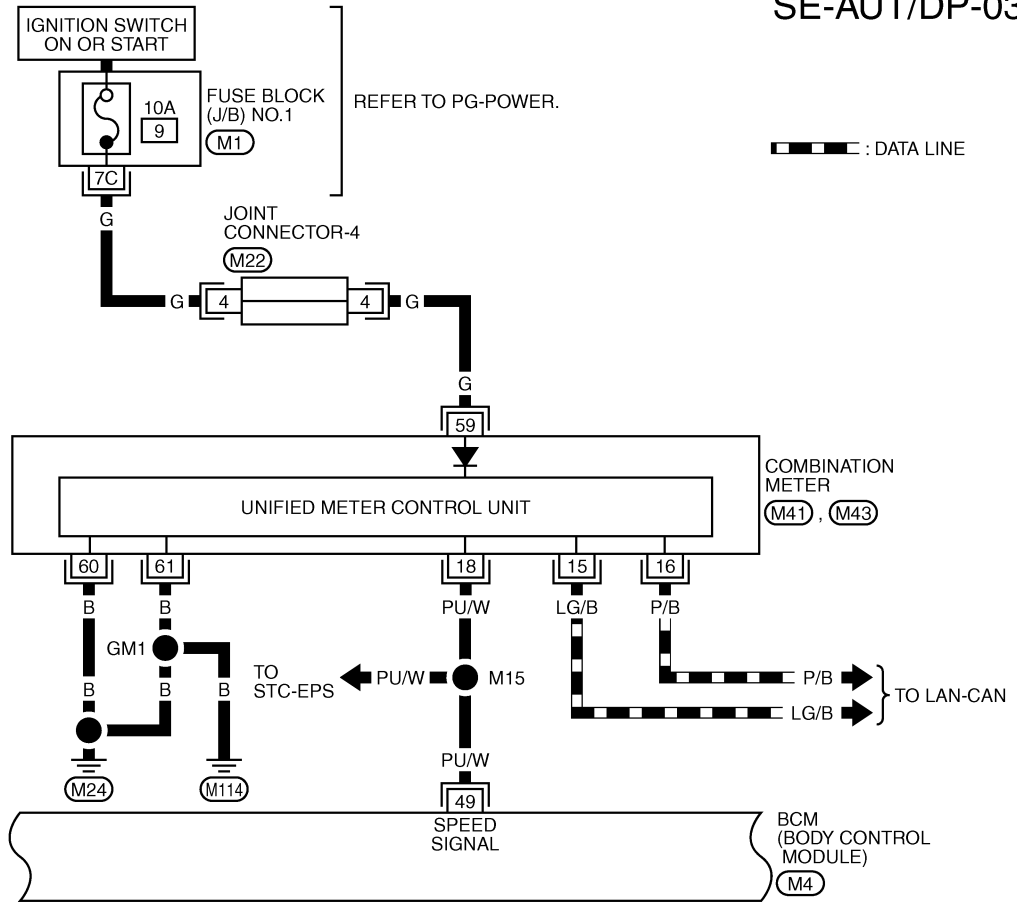 SE-AUT/DP-03
IGNITION SWITCH
ON OR START
10A
9
FUSE BLOCK
(J/B) NO.1
M1
REFER TO PG-POWER.
: DATA LINE
7C
G
JOINT
CONNECTOR-4
M22
G
4
4
G
G
59
COMBINATION
METER
M41 , M43
UNIFIED METER CONTROL UNIT
60
61
18
15
16
B
B
PU/W
LG/B
P/B
GM1
TO
STC-EPS
PU/W
M15
P/B
LG/B
TO LAN-CAN
B
B
B
PU/W
M24
M114
49
SPEED
SIGNAL
BCM
(BODY CONTROL
MODULE)
M4